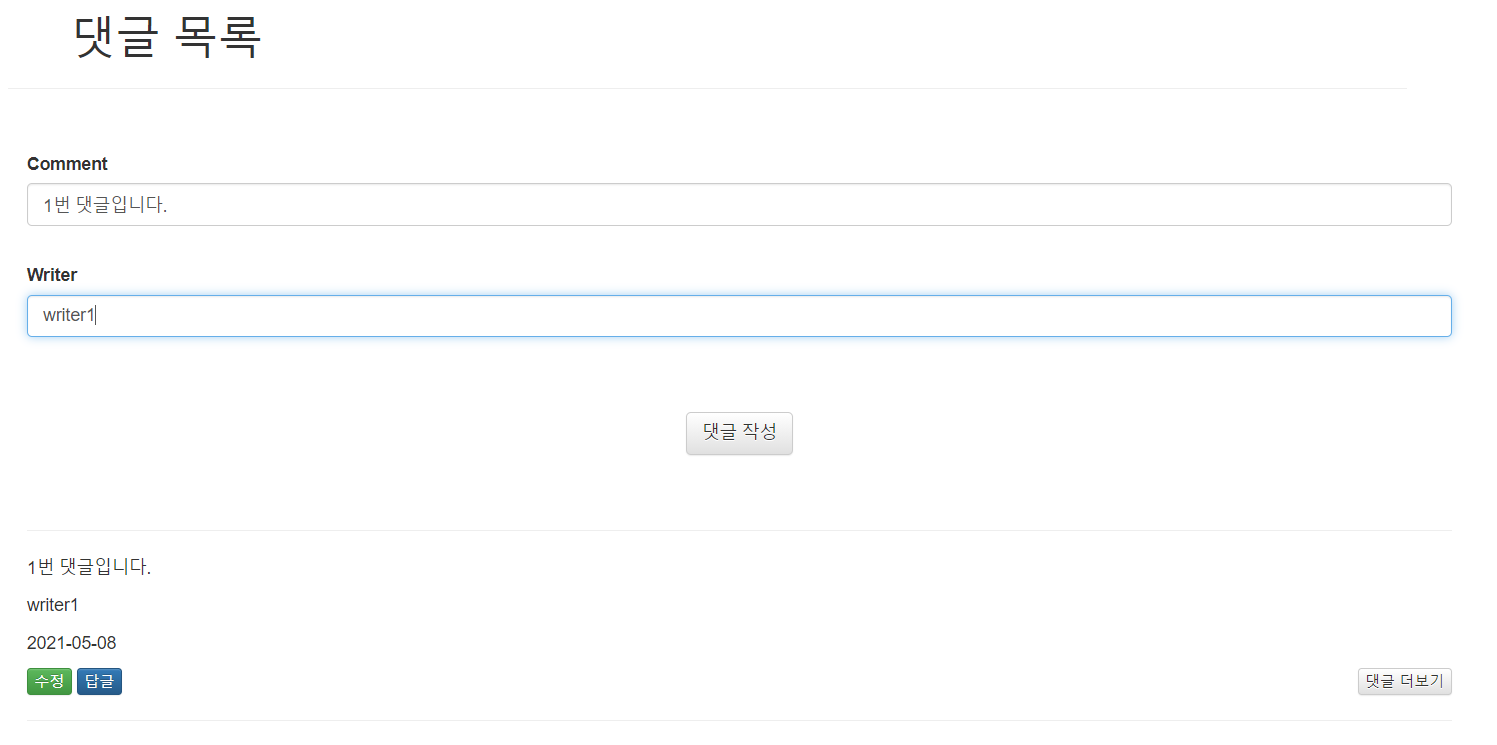 댓글 목록
Comment
1번 댓글입니다.
Writer
writer1
댓글 작성
1번 댓글입니다.
writer1
2021-05-08
수정 답글 댓글 더보기